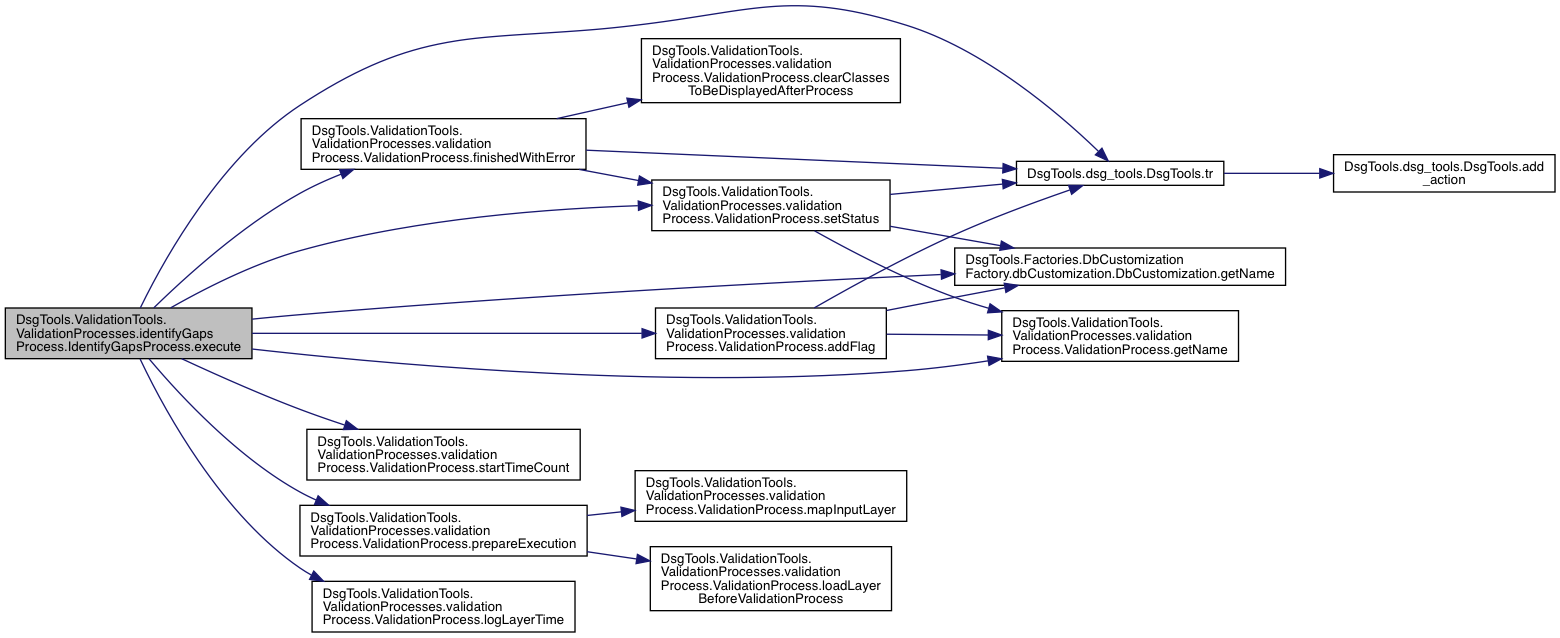 DsgTools.ValidationTools.
ValidationProcesses.identifyGaps
Process.IdentifyGapsProcess.execute
DsgTools.ValidationTools.
ValidationProcesses.validation
Process.ValidationProcess.finishedWithError
DsgTools.ValidationTools.
ValidationProcesses.validation
Process.ValidationProcess.clearClasses
ToBeDisplayedAfterProcess
DsgTools.ValidationTools.
ValidationProcesses.validation
Process.ValidationProcess.setStatus
DsgTools.dsg_tools.DsgTools.tr
DsgTools.dsg_tools.DsgTools.add
_action
DsgTools.Factories.DbCustomization
Factory.dbCustomization.DbCustomization.getName
DsgTools.ValidationTools.
ValidationProcesses.validation
Process.ValidationProcess.addFlag
DsgTools.ValidationTools.
ValidationProcesses.validation
Process.ValidationProcess.getName
DsgTools.ValidationTools.
ValidationProcesses.validation
Process.ValidationProcess.startTimeCount
DsgTools.ValidationTools.
ValidationProcesses.validation
Process.ValidationProcess.prepareExecution
DsgTools.ValidationTools.
ValidationProcesses.validation
Process.ValidationProcess.mapInputLayer
DsgTools.ValidationTools.
ValidationProcesses.validation
Process.ValidationProcess.loadLayer
BeforeValidationProcess
DsgTools.ValidationTools.
ValidationProcesses.validation
Process.ValidationProcess.logLayerTime